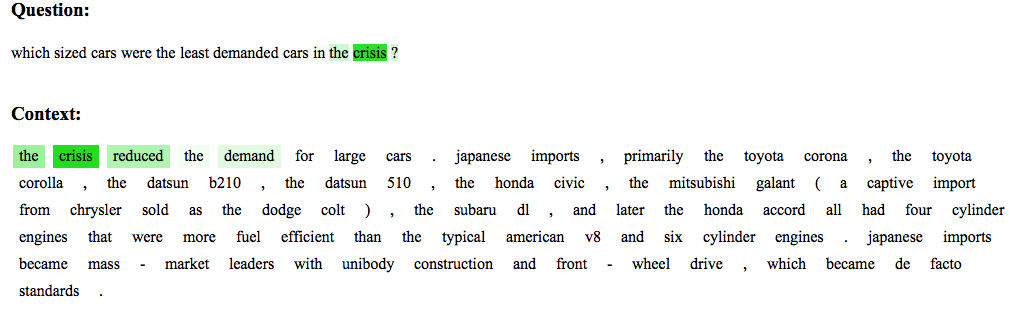 Question:
which sized cars were the least demanded cars in the crisis ?
Context:
the crisis reduced the demand for large cars . japanese imports , primarily the toyota corona , the toyota
corolla , the datsun b210 , the datsun 510 , the honda civic , the mitsubishi galant ( a captive import
from chrysler sold as the dodge colt ) , the subaru dl , and later the honda accord all had four cylinder
engines that were more fuel efficient than the typical american v8 and six cylinder engines . japanese imports
became mass - market leaders with unibody construction and front - wheel drive , which became de facto
standards .